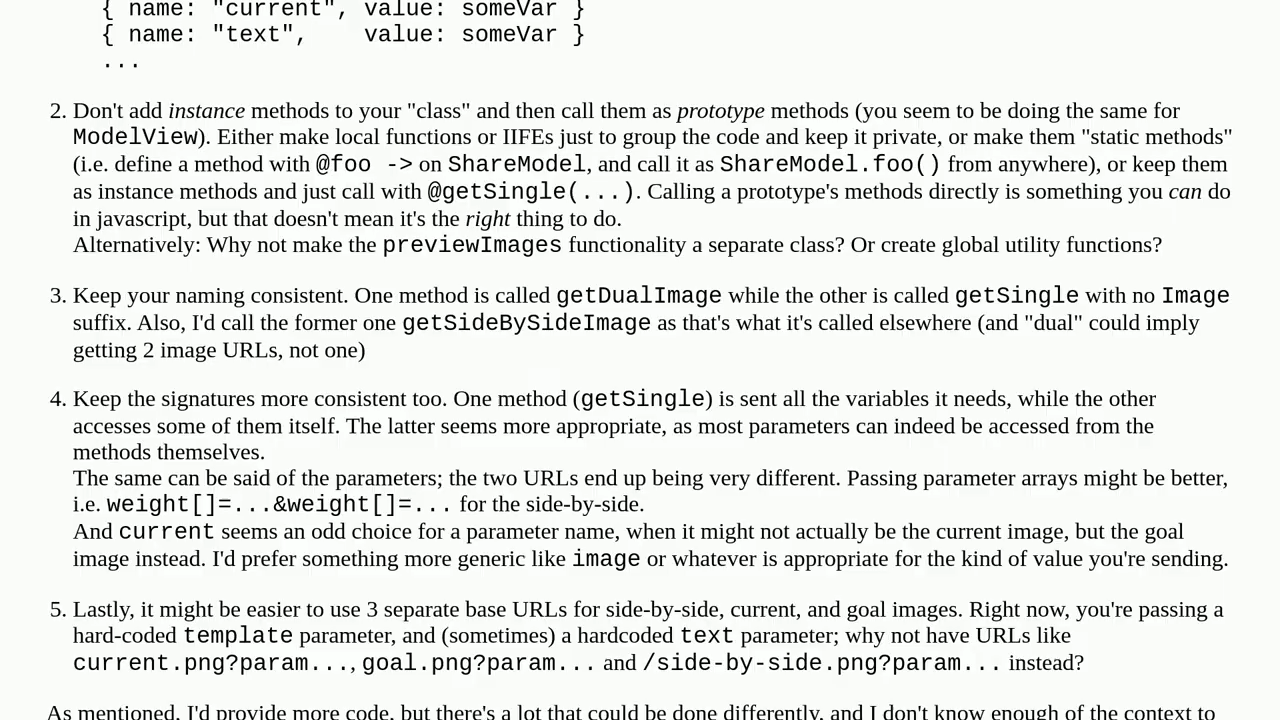 { name: "current", value: someVar }
{ name: "text",    value: someVar }
...
2. Don't add instance methods to your "class" and then call them as prototype methods (you seem to be doing the same for
ModelView). Either make local functions or IIFEs just to group the code and keep it private, or make them "static methods"
(i.e. define a method with @foo -> on ShareModel, and call it as ShareModel.foo() from anywhere), or keep them
as instance methods and just call with @getSingle(...). Calling a prototype's methods directly is something you can do
in javascript, but that doesn't mean it's the right thing to do.
Alternatively: Why not make the previewImages functionality a separate class? Or create global utility functions?
3. Keep your naming consistent. One method is called getDualImage while the other is called getSingle with no Image
suffix. Also, I'd call the former one getSideBySideImage as that's what it's called elsewhere (and "dual" could imply
getting 2 image URLs, not one)
4. Keep the signatures more consistent too. One method (getSingle) is sent all the variables it needs, while the other
accesses some of them itself. The latter seems more appropriate, as most parameters can indeed be accessed from the
methods themselves.
The same can be said of the parameters; the two URLs end up being very different. Passing parameter arrays might be better,
i.e. weight[]=...&weight[]=... for the side-by-side.
And current seems an odd choice for a parameter name, when it might not actually be the current image, but the goal
image instead. I'd prefer something more generic like image or whatever is appropriate for the kind of value you're sending.
5. Lastly, it might be easier to use 3 separate base URLs for side-by-side, current, and goal images. Right now, you're passing a
hard-coded template parameter, and (sometimes) a hardcoded text parameter; why not have URLs like
current.png?param..., goal.png?param... and /side-by-side.png?param... instead?
As mentioned, I'd provide more code, but there's a lot that could be done differently, and I don't know enough of the context to